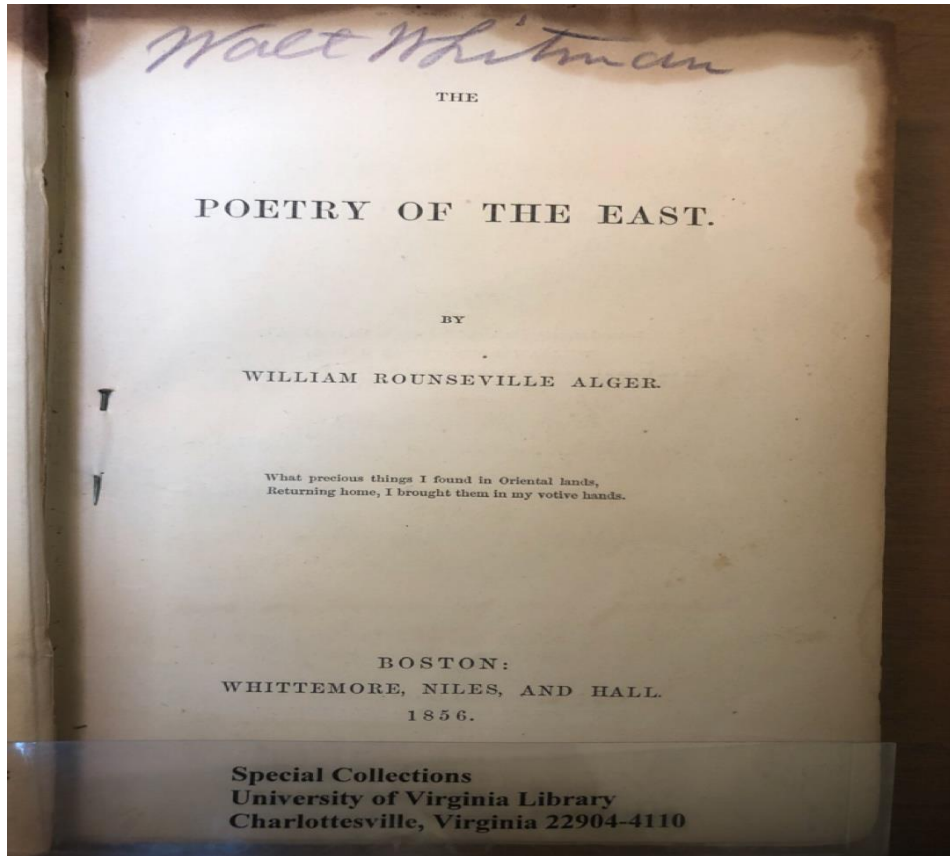 Walt Whitman
THE
POETRY OF THE EAST.
BY
WILLIAM ROUNSEVILLE ALGER.
What precious things I found in Oriental lands,
Returning home, I brought them in my votive hands.
BOSTON:
WHITTEMORE, NILES, AND HALL.
1856.
Special Collections
University of Virginia Library
Charlottesville, Virginia 22904-4110